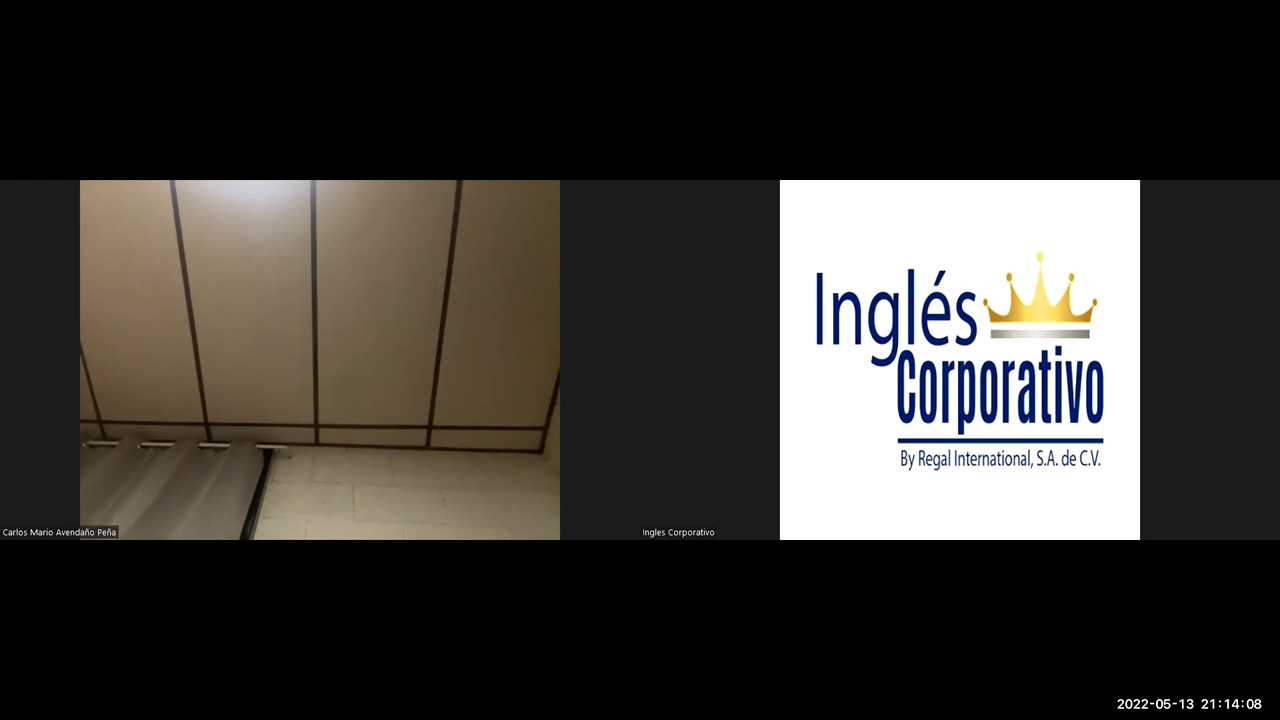 Inglés
Corporativo
By Regal International, S.A. de C.V.
Carlos Mario Avendaño Peña
Ingles Corporativo
2022-05-13 21:14:08